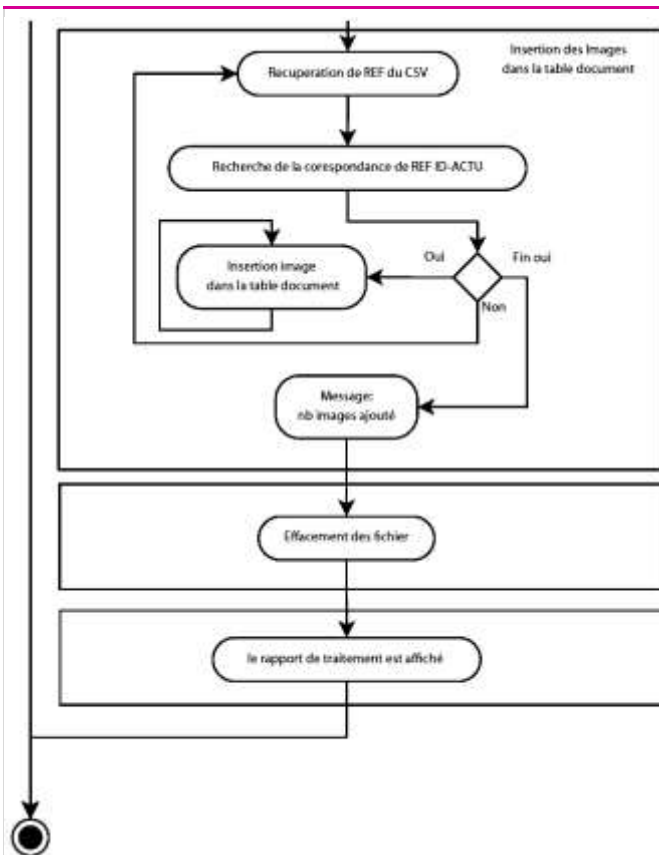 Insertion des Images
dans la table document
Recuperation de REF du CSV
Recherche de la corespondance de REF ID-ACTU
Oui
Fin oui
Insertion image
dans la table document
Non
Message:
nb images ajouté
Effacement des fichier
le rapport de traitement est affiché